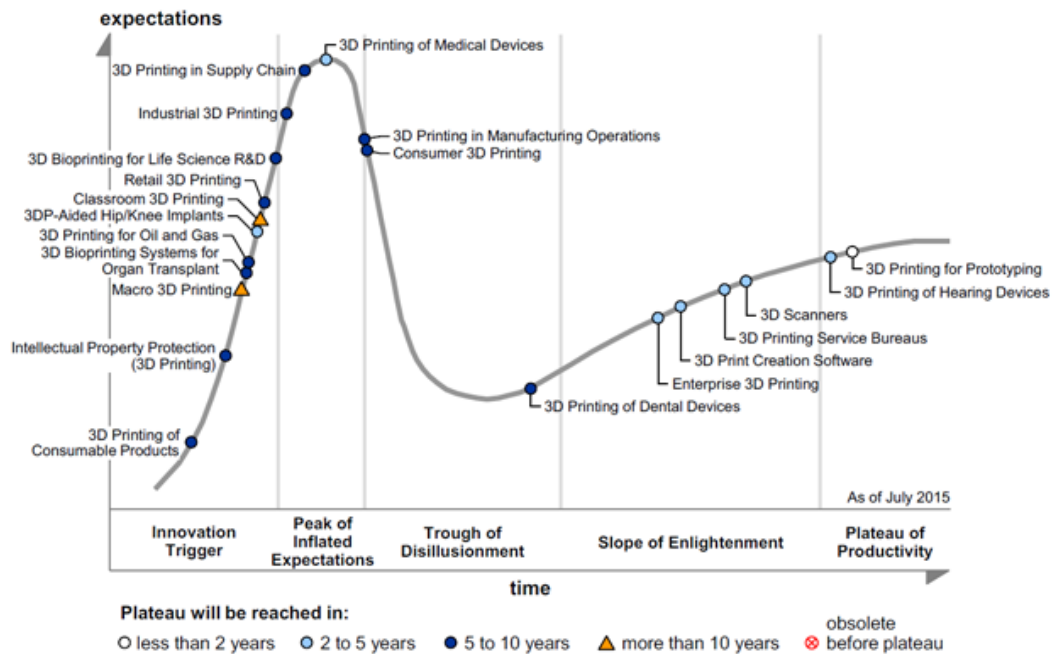 expectations
3D Printing of Medical Devices
3D Printing in Supply Chain
Industrial 3D Printing
3D Printing in Manufacturing Operations
Consumer 3D Printing
3D Bioprinting for Life Science R&D
Retail 3D Printing
Classroom 3D Printing
3DP-Aided Hip/Knee Implants
3D Printing for Oil and Gas
3D Bioprinting Systems for
Organ Transplant
Macro 3D Printing
Intellectual Property Protection
(3D Printing)
3D Printing of
Consumable Products
3D Printing for Prototyping
3D Printing of Hearing Devices
3D Scanners
3D Printing Service Bureaus
3D Print Creation Software
Enterprise 3D Printing
3D Printing of Dental Devices
As of July 2015
Innovation
Trigger
Peak of
Inflated
Expectations
Trough of
Disillusionment
Slope of Enlightenment
Plateau of
Productivity
time
Plateau will be reached in:
less than 2 years
2 to 5 years
5 to 10 years
more than 10 years
obsolete
before plateau